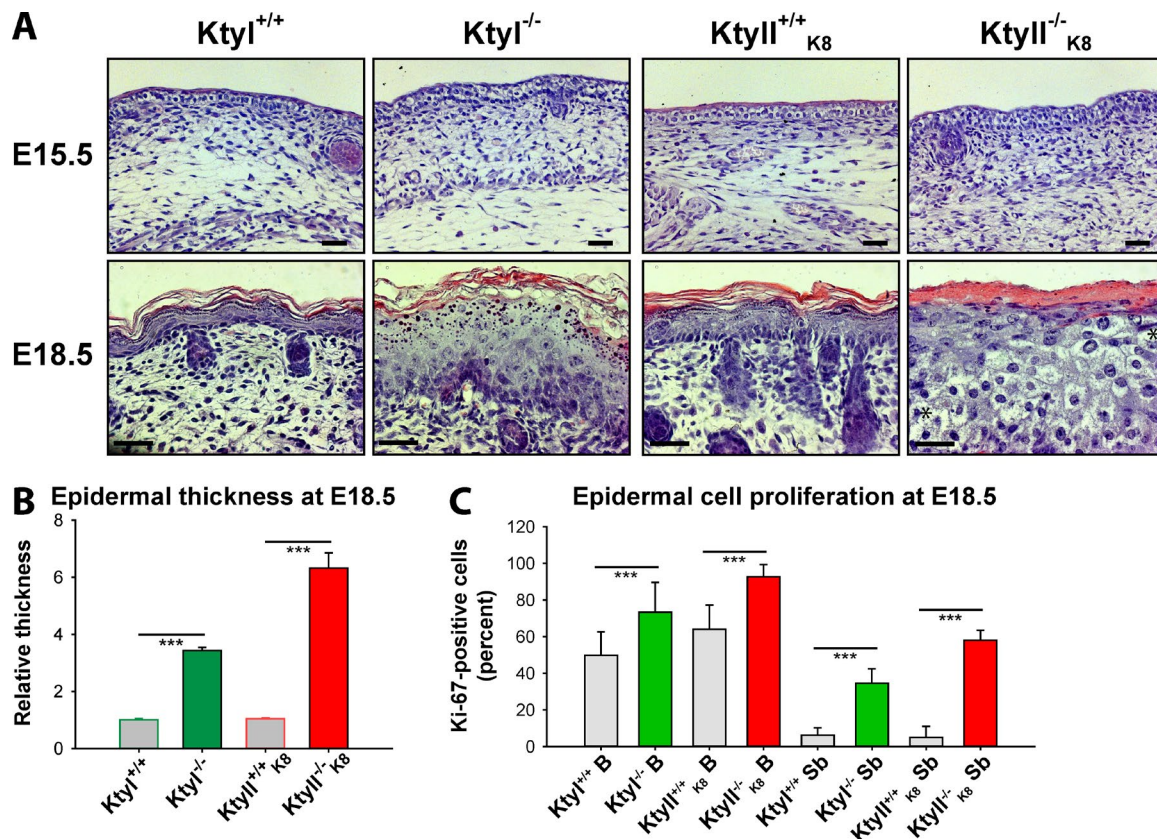 A
KtyI+/+
KtyI-/-
KtyII+/+ K8
KtyII-/- K8
E15.5
E18.5
*
*
B Epidermal thickness at E18.5
Relative thickness
8
6
4
2
0
***
***
KtyI+/+
KtyI-/-
KtyII+/+ K8
KtyII-/- K8
C Epidermal cell proliferation at E18.5
Ki-67-positive cells
(percent)
120
100
80
60
40
20
0
***
***
***
***
KtyI+/+ B
KtyI-/- B
KtyII+/+ K8 B
KtyII-/- K8 B
KtyI+/+ Sb
KtyI-/- Sb
KtyII+/+ K8 Sb
KtyII-/- K8 Sb